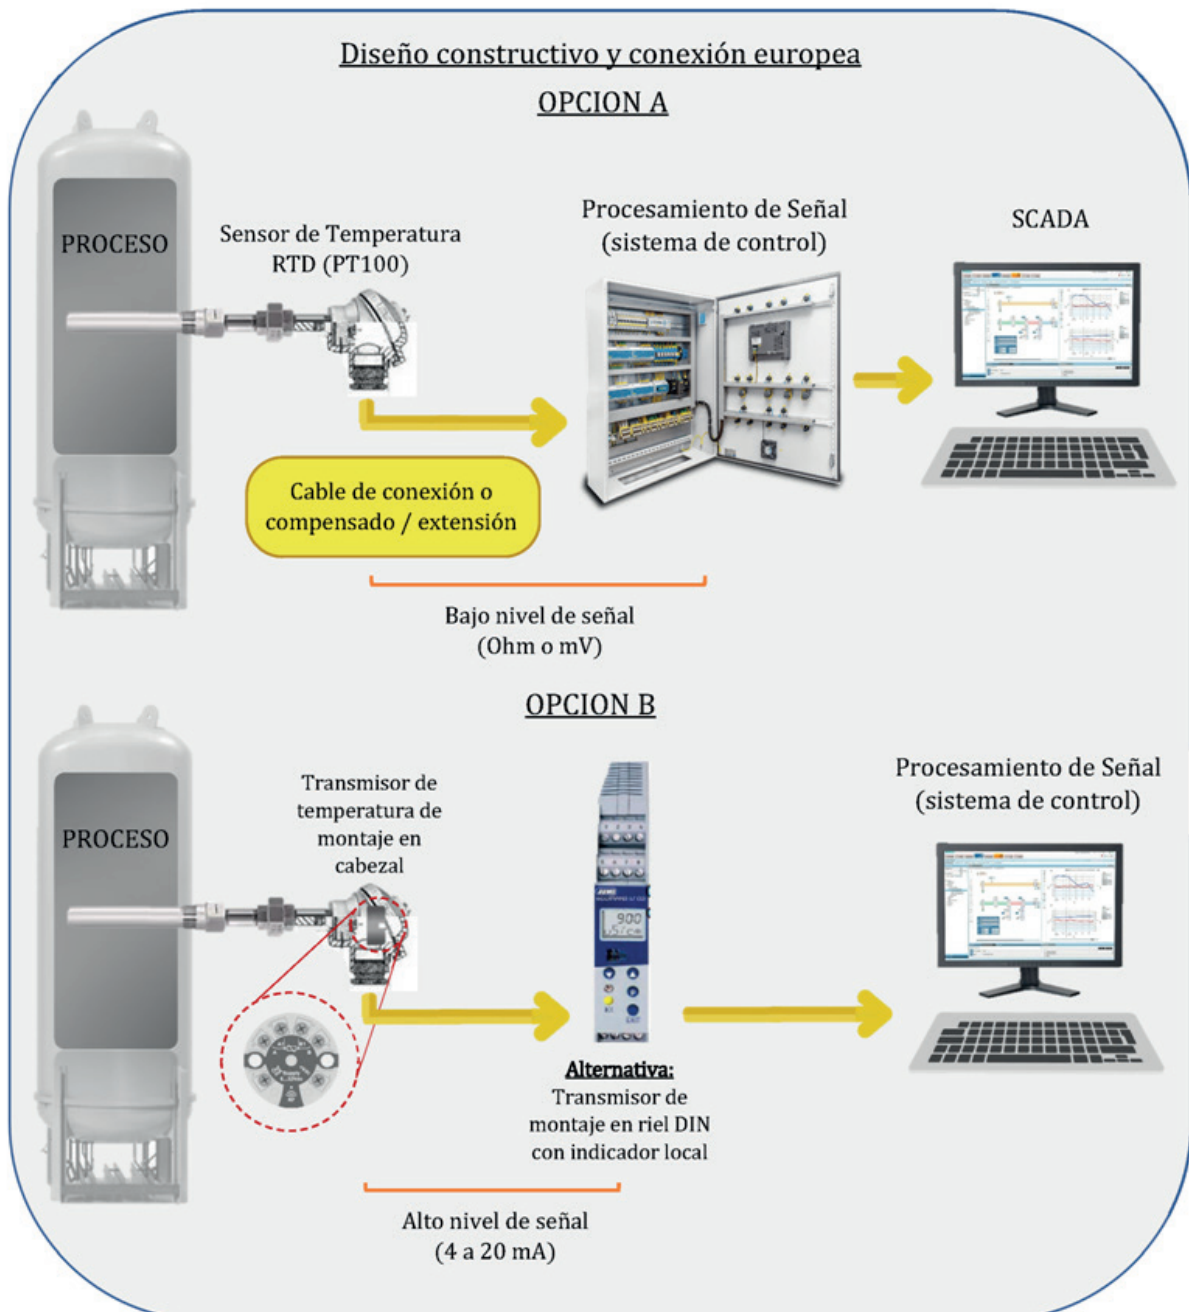 Diseño constructivo y conexión europea
OPCION A
PROCESO
Sensor de Temperatura
RTD (PT100)
Procesamiento de Señal
(sistema de control)
SCADA
Cable de conexión o
compensado / extensión
Bajo nivel de señal
(Ohm o mV)
OPCION B
PROCESO
Transmisor de
temperatura de
montaje en
cabezal
Procesamiento de Señal
(sistema de control)
900
Alternativa:
Transmisor de
montaje en riel DIN
con indicador local
Alto nivel de señal
(4 a 20 mA)